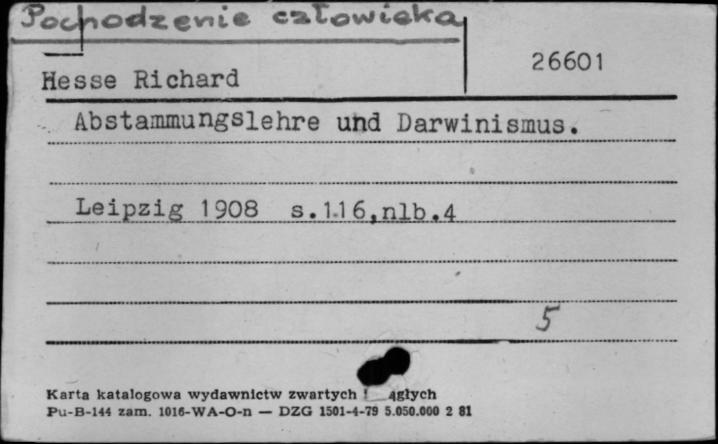 Pochodzenie człowieka
26601
Hesse Richard
Abstammungslehre und Darwinismus.
Leipzig 1908 s.116,nlb.4
5
Karta katalogowa wydawnictw zwartych i ągłych
Pu-B-144 zam. 1016-WA-O-n — DZG 1501-4-79 5.050.000 2 81